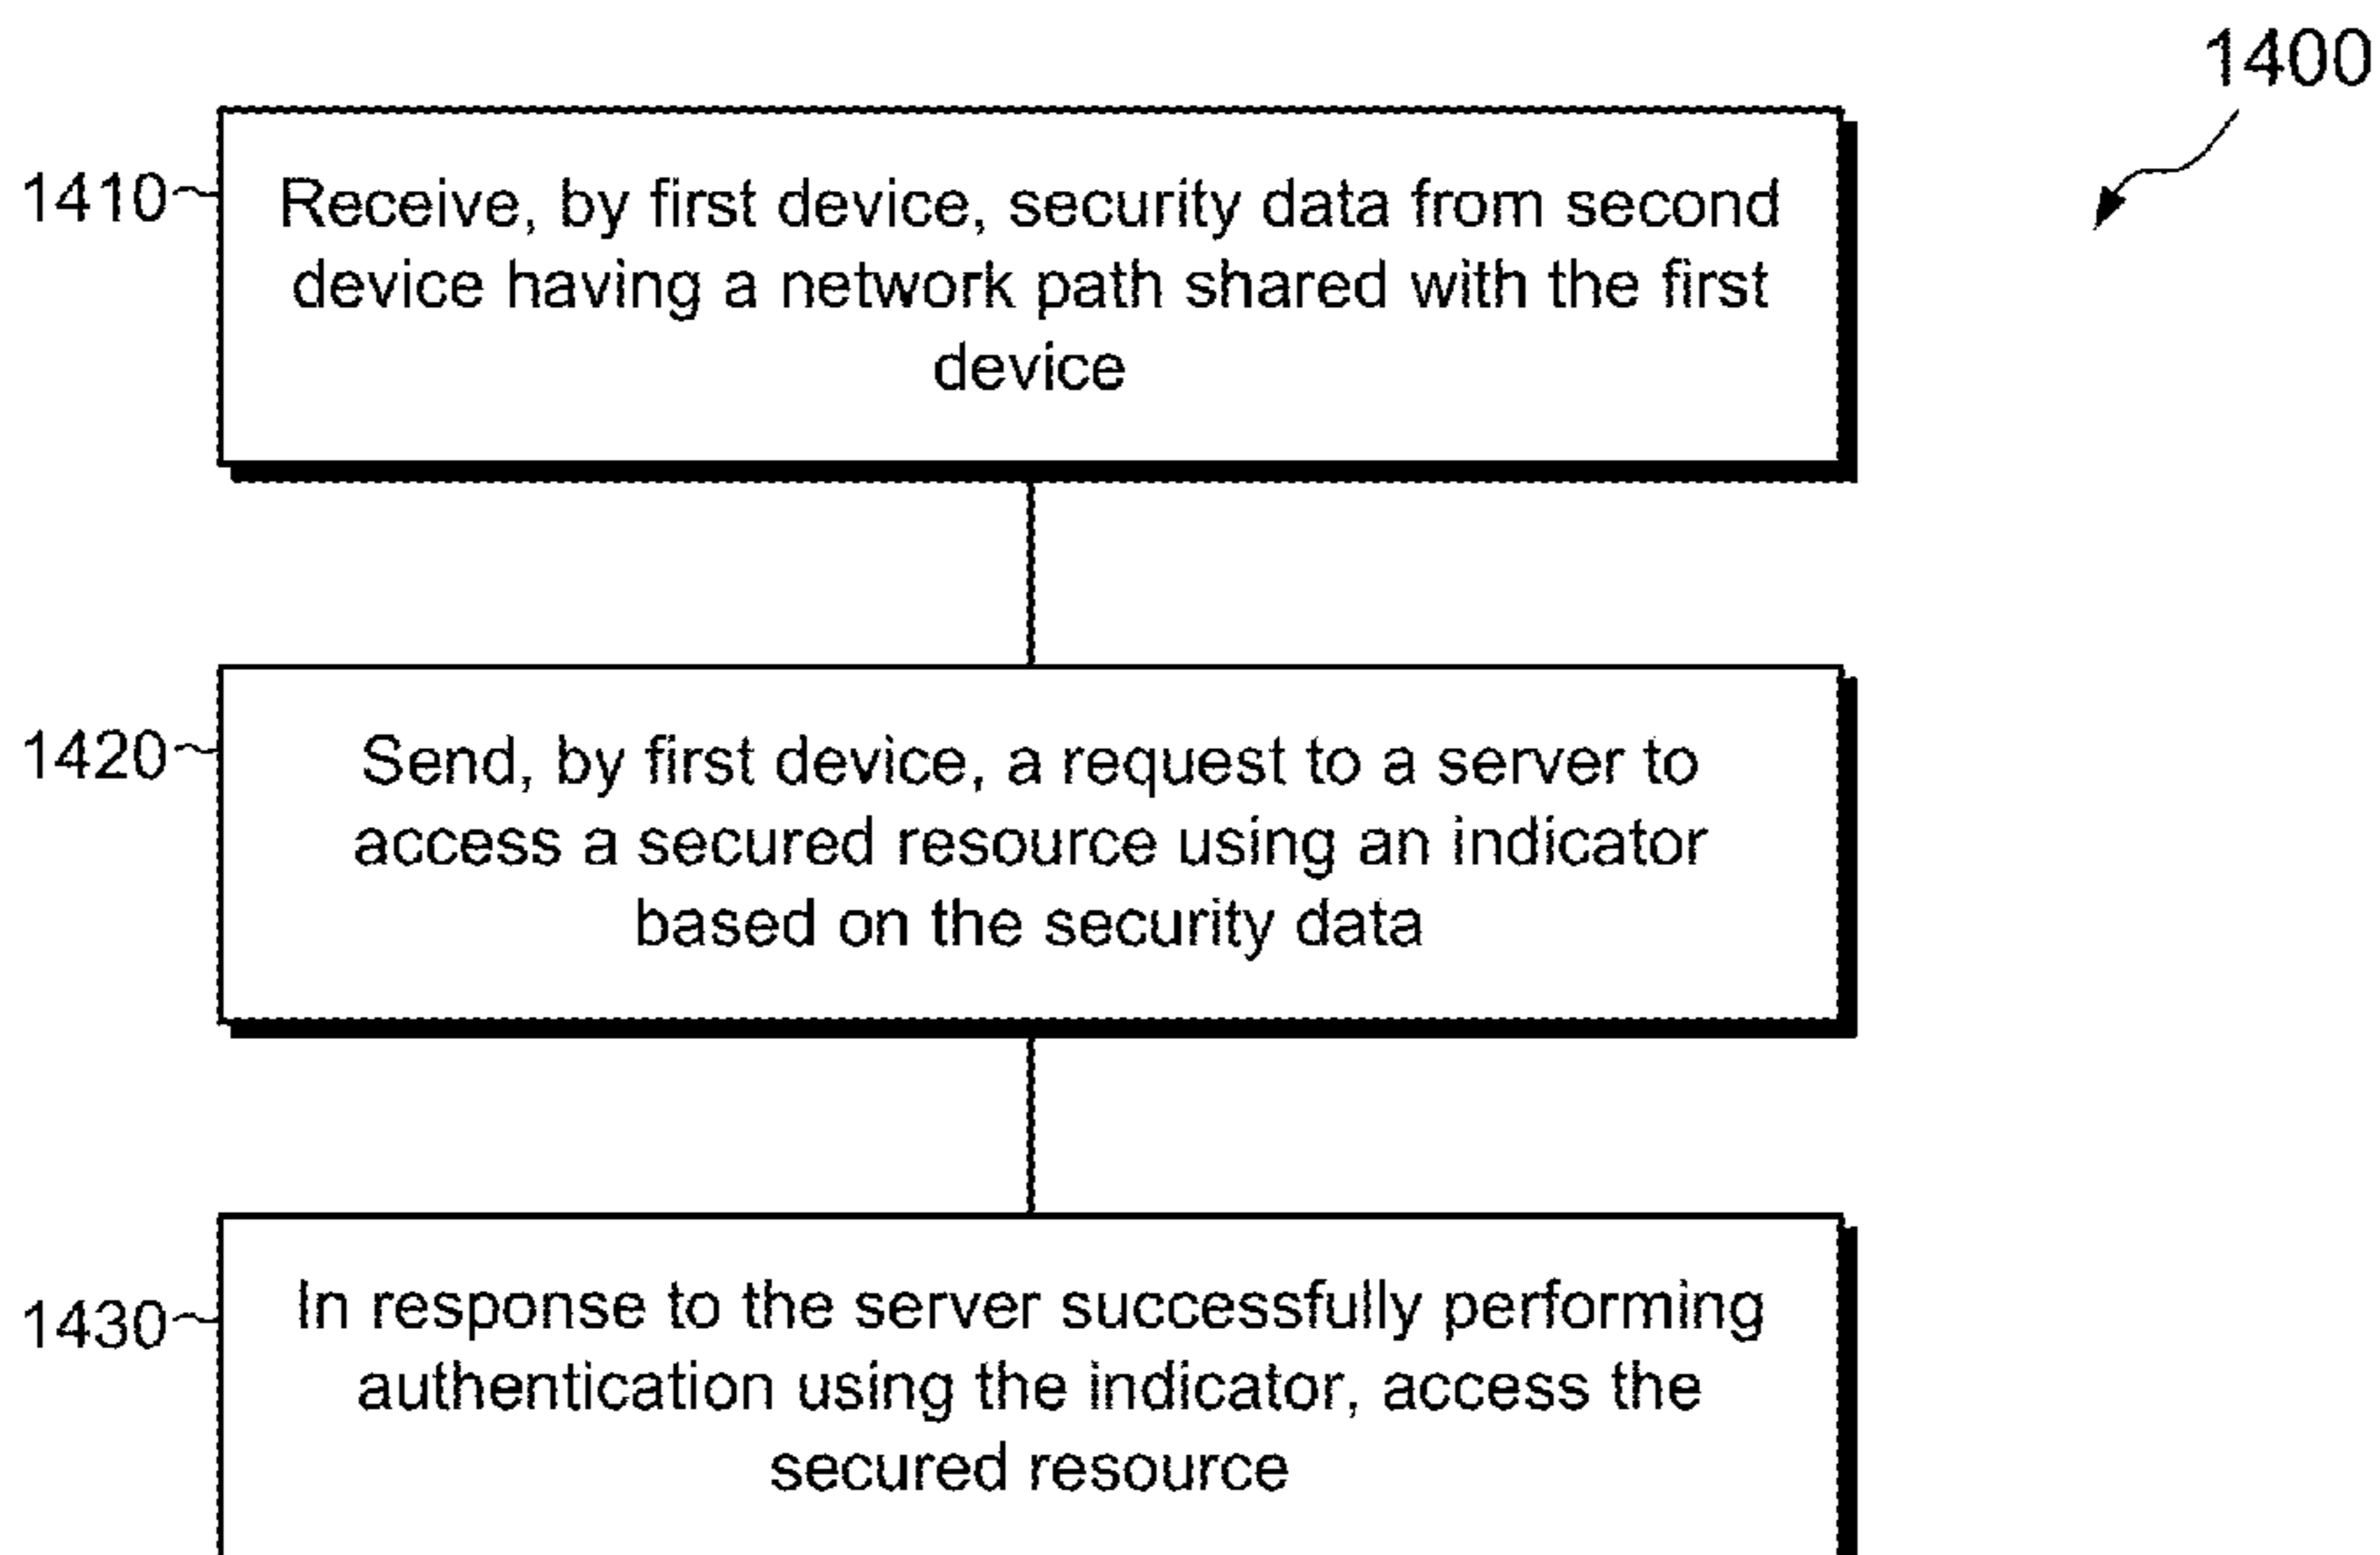 1400
1410
Receive, by first device, security data from second
device having a network path shared with the first
device
1420
Send, by first device, a request to a server to
access a secured resource using an indicator
based on the security data
1430
In response to the server successfully performing
authentication using the indicator, access the
secured resource